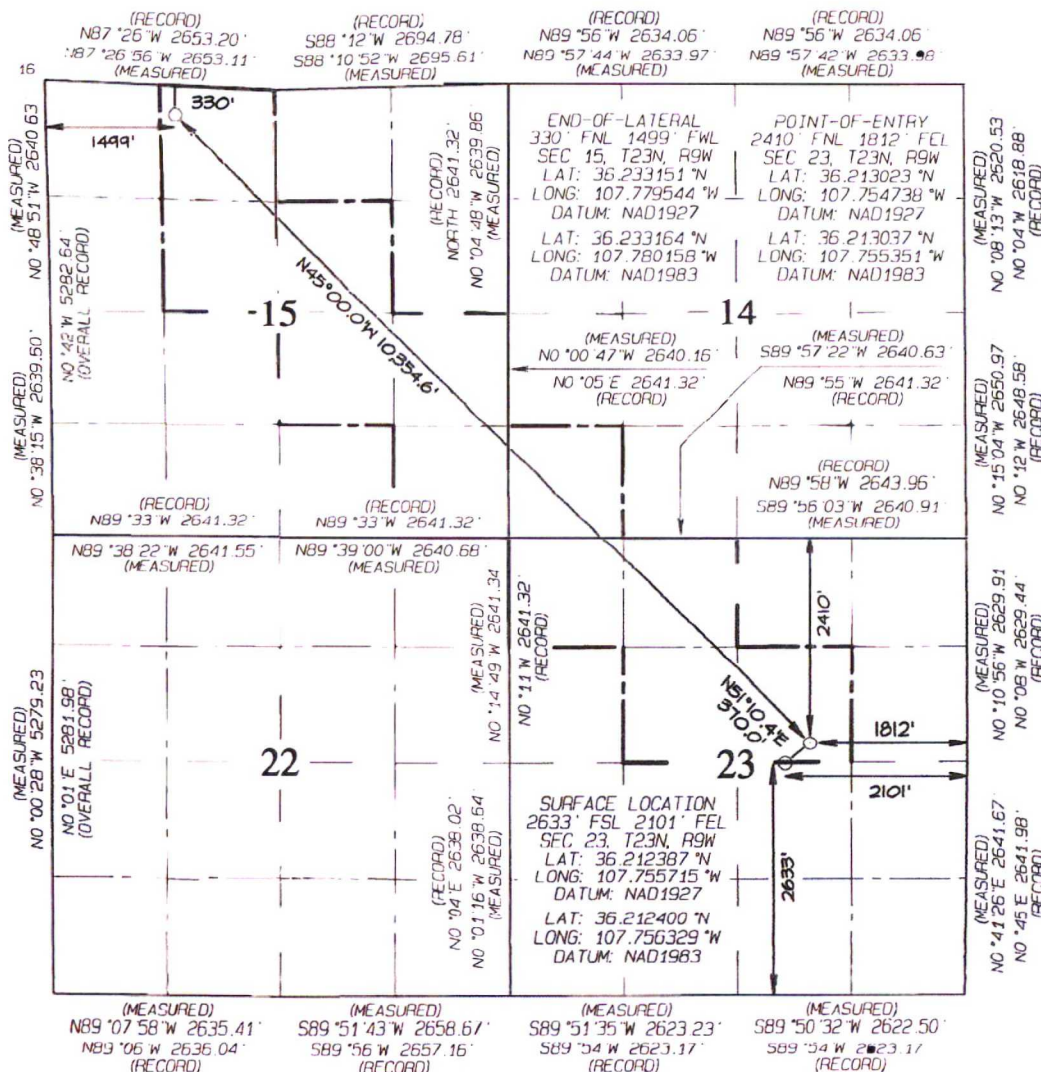 (RECORD)
N87°26'W 2653.20'
N87°26'56"W 2653.11'
(MEASURED)
(RECORD)
S88°12'W 2694.78'
S88°10'52"W 2695.61'
(MEASURED)
(RECORD)
N89°56'W 2634.06'
N89°57'44"W 2633.97'
(MEASURED)
(RECORD)
N89°56'W 2634.06'
N89°57'42"W
(MEASURED)
16
330'
1499'
(MEASURED)
N0°48'51"W 2640.63'
N0°42'W 5282.64'
(OVERALL RECORD)
(MEASURED)
N0°38'15"W 2639.60'
(RECORD)
NORTH 2641.32'
N0°04'48"W 2639.86'
(MEASURED)
END-OF-LATERAL
330' FNL 1499' FWL
SEC 15, T23N, R9W
LAT: 36.233151°N
LONG: 107.779544°W
DATUM: NAD1927
LAT: 36.233164°N
LONG: 107.780158°W
DATUM: NAD1983
POINT-OF-ENTRY
2410' FNL 1812' FEL
SEC 23, T23N, R9W
LAT: 36.213023°N
LONG: 107.754738°W
DATUM: NAD1927
LAT: 36.213037°N
LONG: 107.755351°W
DATUM: NAD1983
(MEASURED)
N0°08'13"W 2620.53'
N0°04'W 2618.88'
(RECORD)
N45°00.0'W 10,354.6'
15
14
(MEASURED)
N0°00'47"W 2640.16'
N0°05'E 2641.32'
(RECORD)
(MEASURED)
S89°57'22"W 2640.63'
N89°55'W 2641.32'
(RECORD)
(MEASURED)
N0°15'04"W 2650.97'
N0°12'W 2648.58'
(RECORD)
(RECORD)
N89°58'W 2643.96'
S89°56'03"W 2640.91'
(MEASURED)
(RECORD)
N89°33'W 2641.32'
(RECORD)
N89°33'W 2641.32'
N89°38'22"W 2641.55'
(MEASURED)
N89°39'00"W 2640.68'
(MEASURED)
(MEASURED)
N0°14'49"W 2641.34'
N0°11'W 2641.32'
(RECORD)
2410'
(MEASURED)
N0°10'56"W 2629.91'
N0°08'W 2629.44'
(RECORD)
(MEASURED)
N0°00'28"W 5279.23'
N0°01'E 5281.98'
(OVERALL RECORD)
N51°10.4'E
370.0'
1812'
22
23
2101'
(RECORD)
N0°04'E 2638.02'
N0°01'16"W 2638.64'
(MEASURED)
SURFACE LOCATION
2633' FSL 2101' FEL
SEC 23, T23N, R9W
LAT: 36.212387°N
LONG: 107.755715°W
DATUM: NAD1927
LAT: 36.212400°N
LONG: 107.756329°W
DATUM: NAD1983
2633'
(MEASURED)
N0°41'26"E 2641.67'
N0°45'E 2641.98'
(RECORD)
(MEASURED)
N89°07'58"W 2635.41'
N89°06'W 2636.04'
(RECORD)
(MEASURED)
S89°51'43"W 2658.67'
S89°56'W 2657.16'
(RECORD)
(MEASURED)
S89°51'35"W 2623.23'
S89°54'W 2623.17'
(RECORD)
(MEASURED)
S89°50'32"W 2622.50'
S89°54'W
(RECORD)